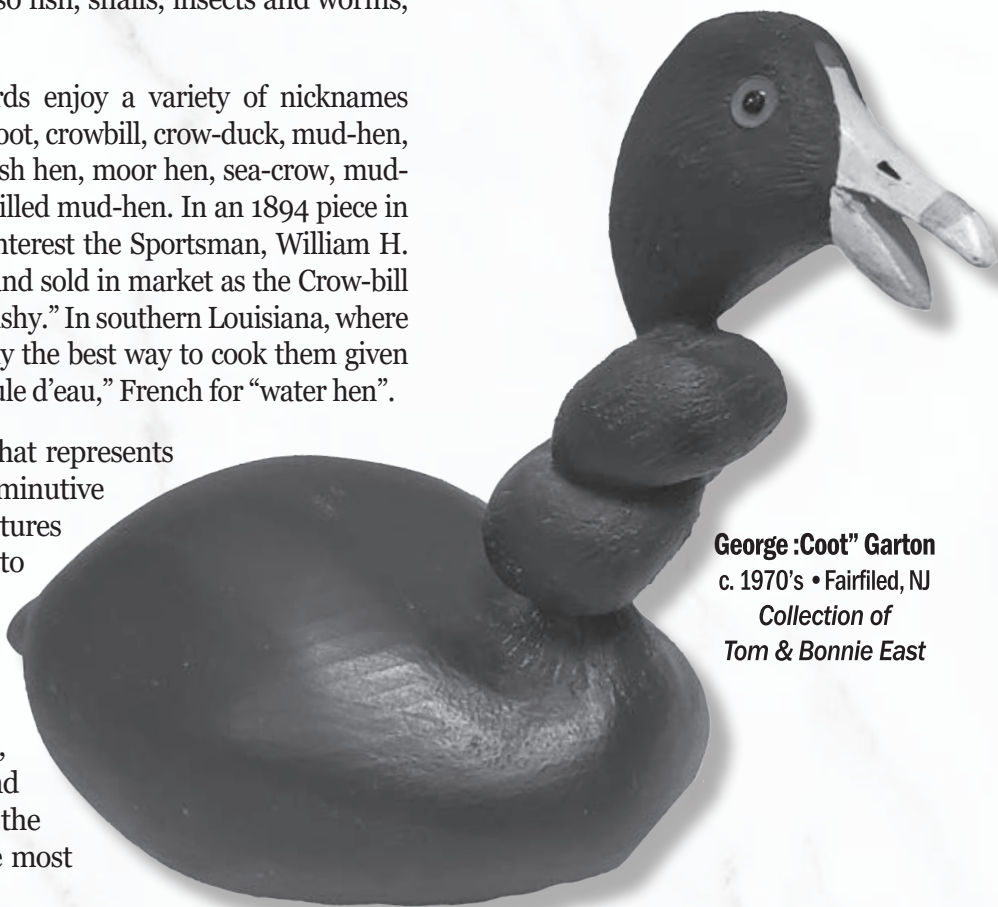 so fish, snails, insects and worms,
rds enjoy a variety of nicknames
oot, crowbill, crow-duck, mud-hen,
sh hen, moor hen, sea-crow, mud-
illed mud-hen. In an 1894 piece in
nterest the Sportsman, William H.
nd sold in market as the Crow-bill
shy.” In southern Louisiana, where
y the best way to cook them given
ule d’eau,” French for “water hen”.
hat represents
minutive
tures
to
,
nd
the
e most
George :Coot” Garton
c. 1970’s • Fairfiled, NJ
Collection of
Tom & Bonnie East